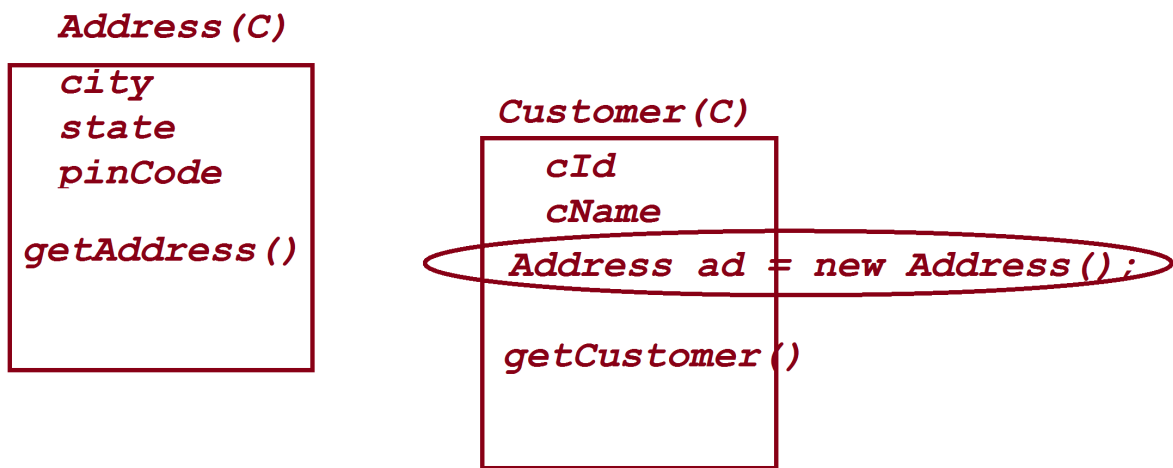 Address(C)
city
state
pinCode
getAddress()
Customer(C)
cId
cName
Address ad = new Address();
getCustomer()